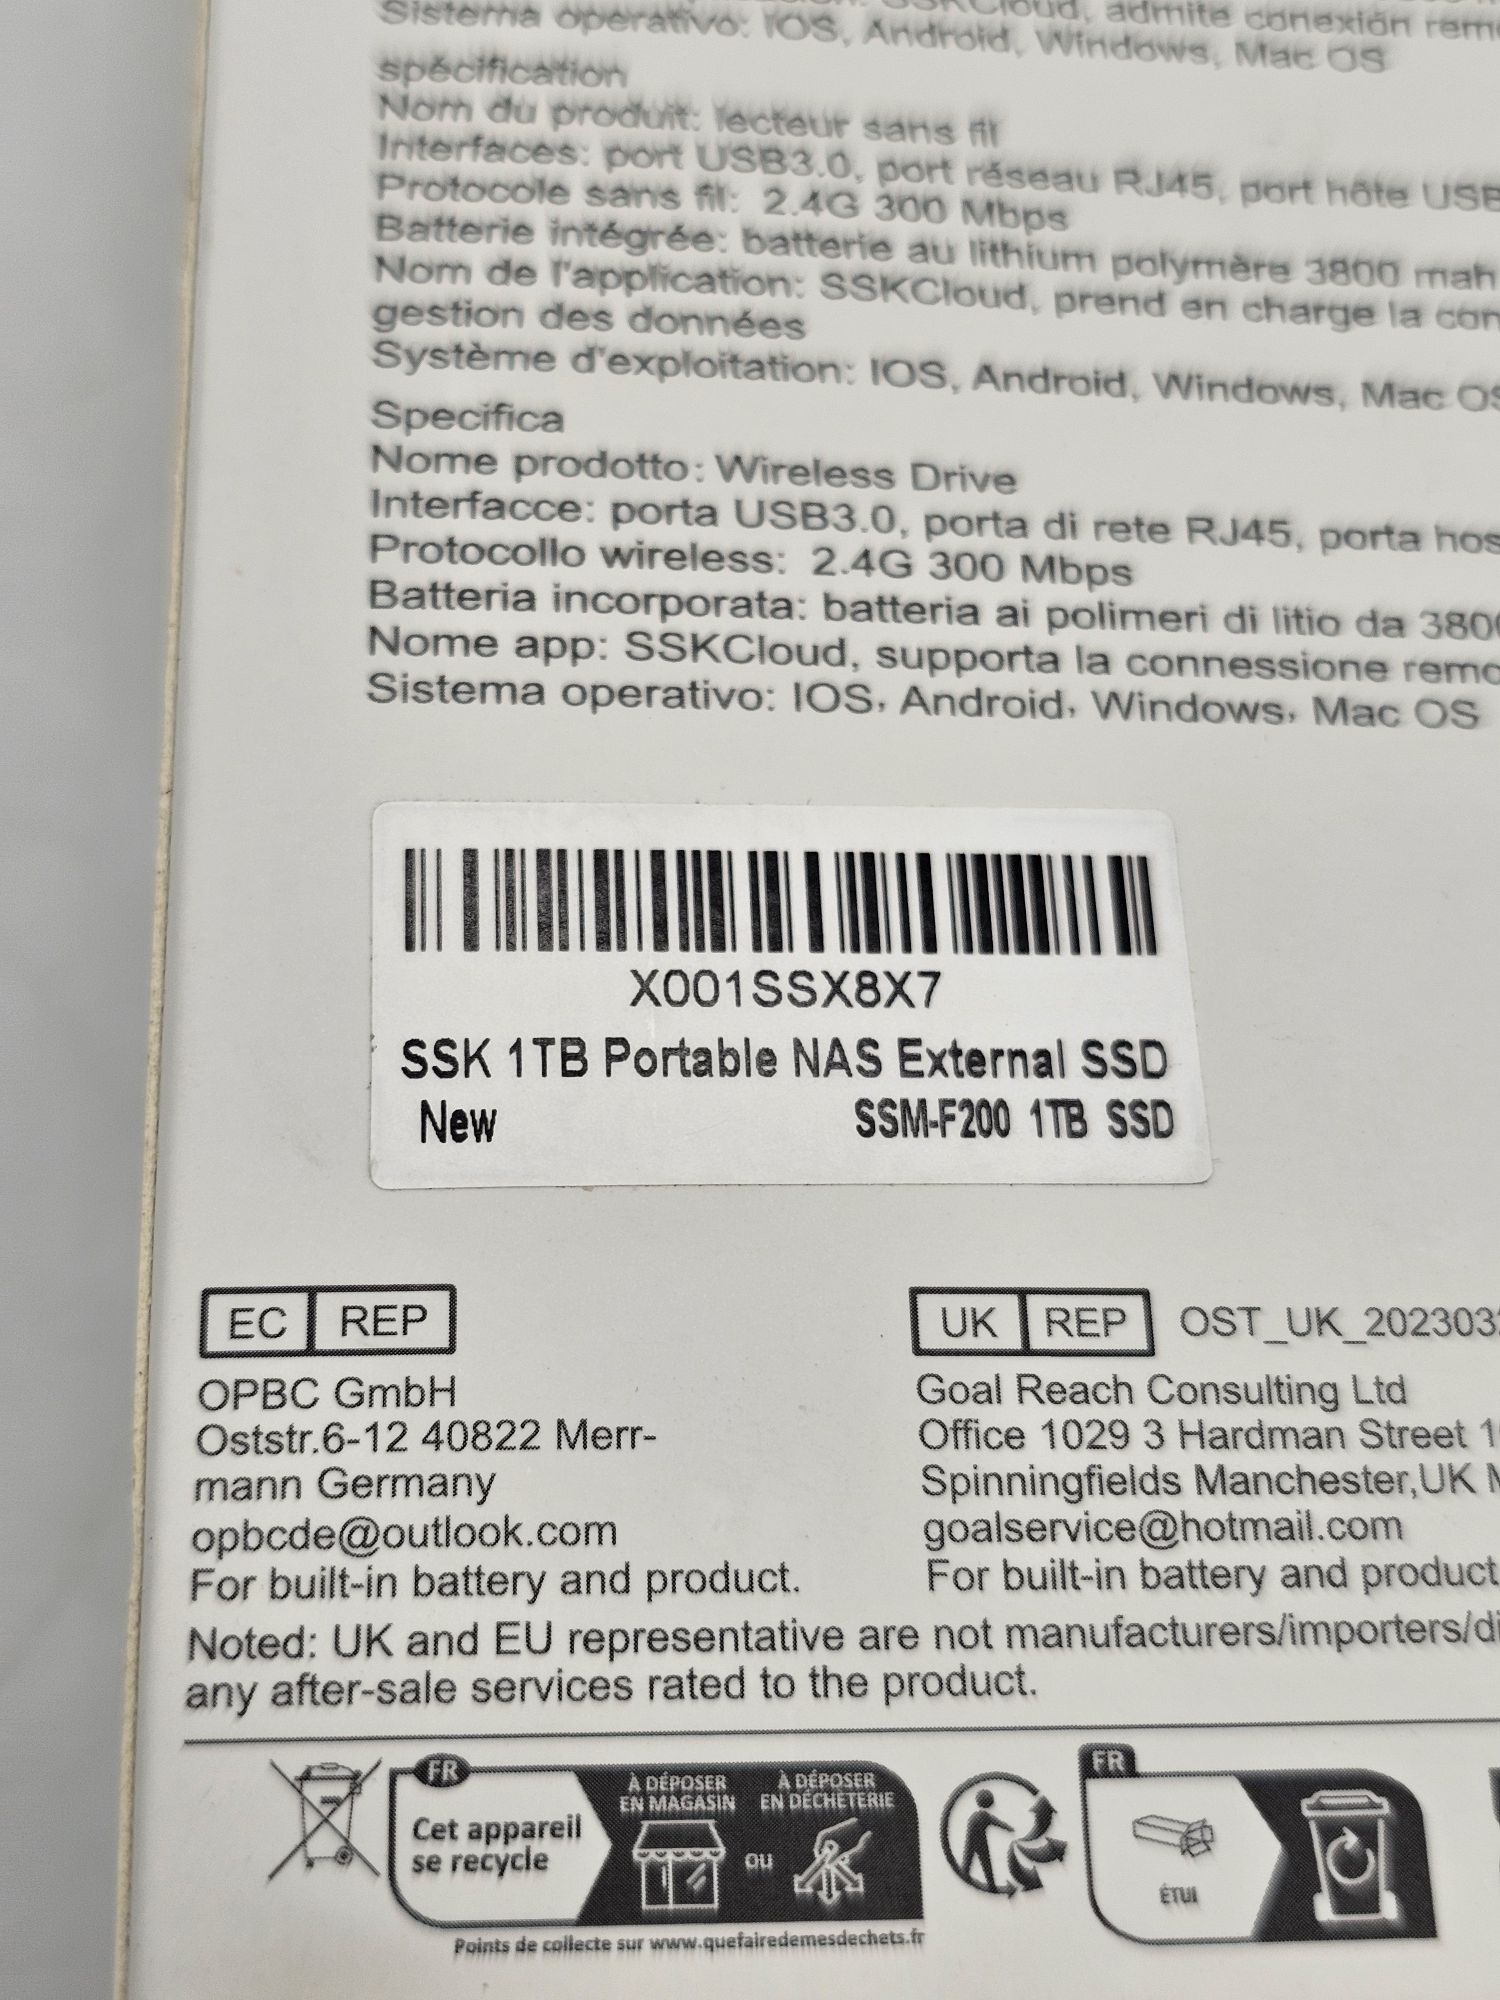 SSKCloud, admite conexión
Sistema operativo: IOS, Android, Windows, Mac OS
spécification
Nom du produit: lecteur sans fil
Interfaces: port USB3.0, port réseau RJ45, port hôte
Protocole sans fil: 2.4G 300 Mbps
Batterie intégrée: batterie au lithium polymère 3800 mah
Nom de l'application: SSKCloud, prend en charge la
gestion des données
Système d'exploitation: IOS, Android, Windows, Mac OS
Specifica
Nome prodotto: Wireless Drive
Interfacce: porta USB3.0, porta di rete RJ45, porta
Protocollo wireless: 2.4G 300 Mbps
Batteria incorporata: batteria ai polimeri di litio da
Nome app: SSKCloud, supporta la connessione
Sistema operativo: IOS, Android, Windows, Mac OS
X001SSX8X7
SSK 1TB Portable NAS External SSD
New SSM-F200 1TB SSD
EC REP
OPBC GmbH
Oststr.6-12 40822 Merr-
mann Germany
opbcde@outlook.com
For built-in battery and product.
UK REP
Goal Reach Consulting Ltd
Office 1029 3 Hardman Street
Spinningfields Manchester,UK
goalservice@hotmail.com
For built-in battery and product
Noted: UK and EU representative are not manufacturers/importers/
any after-sale services rated to the product.
FR
Cet appareil
se recycle
À DÉPOSER
EN MAGASIN
ou
À DÉPOSER
EN DÉCHÈTERIE
Points de collecte sur www.quefairedemesdechets.fr
FR
ÉTUI